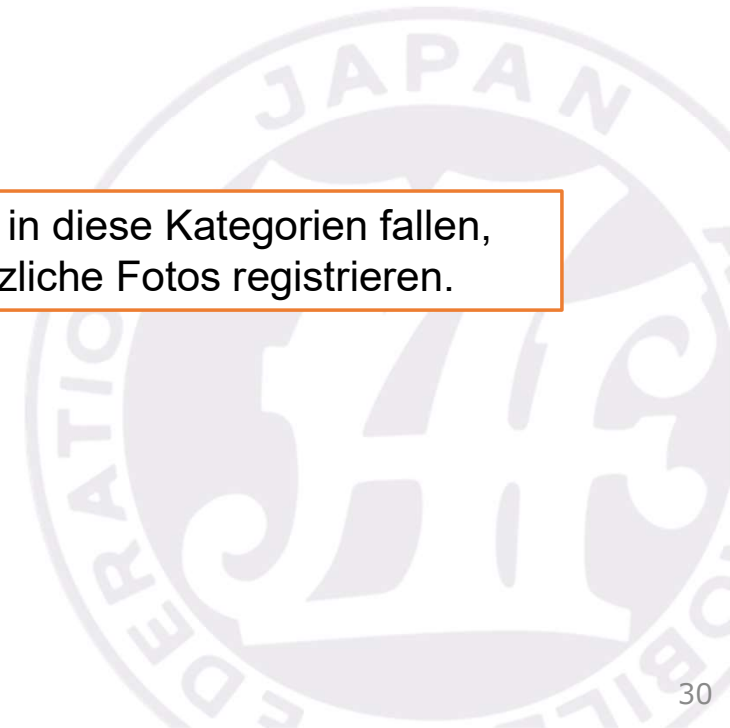 JAPAN
in diese Kategorien fallen,
zliche Fotos registrieren.
30